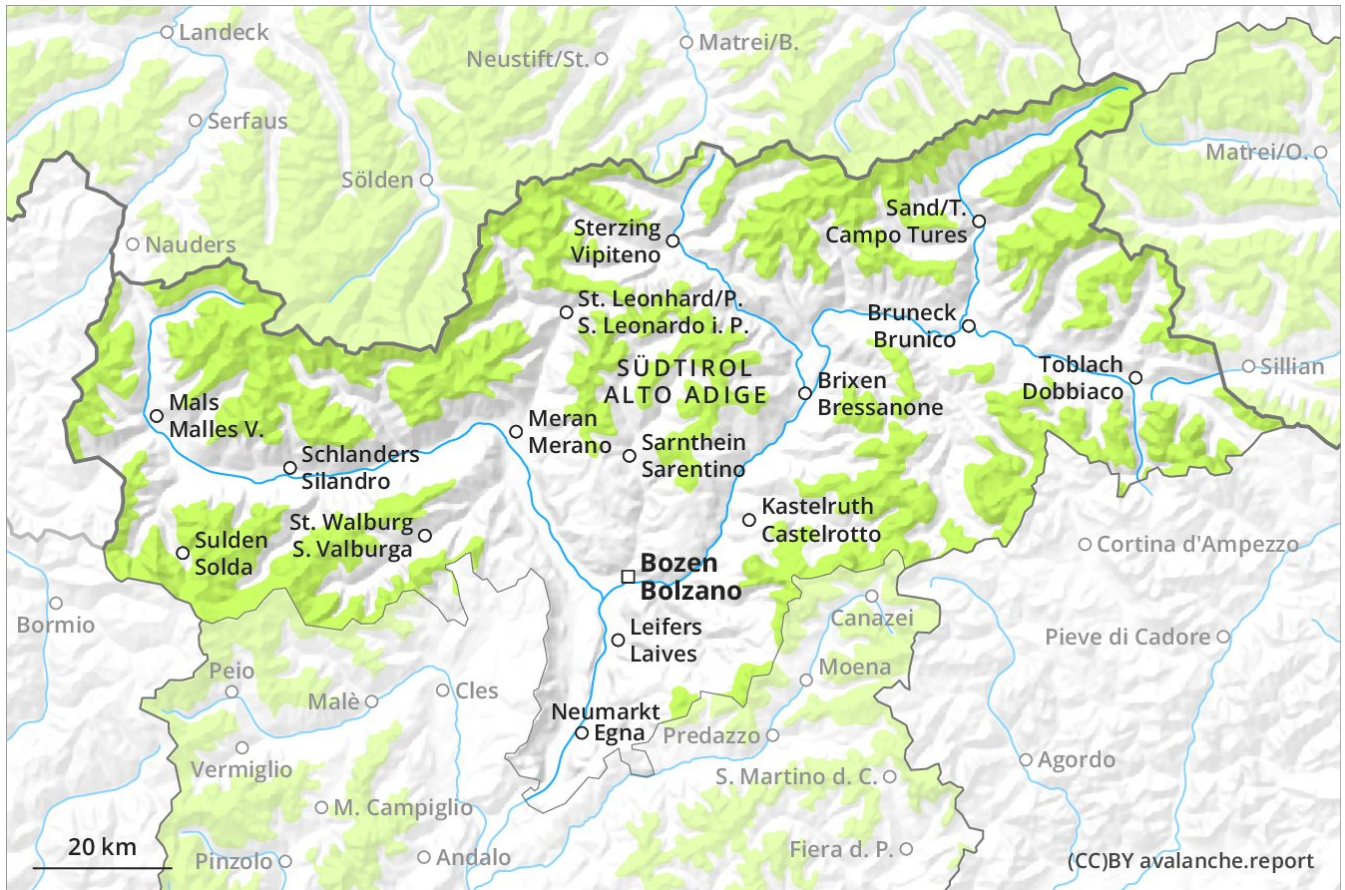 Landeck
Neustift/St.
Matrei/B.
Serfaus
Matrei/O.
Sölden
Nauders
Sand/T.
Campo Tures
Sterzing
Vipiteno
St. Leonhard/P.
S. Leonardo i. P.
Bruneck
Brunico
SÜDTIROL
ALTO ADIGE
Toblach
Dobbiaco
Sillian
Brixen
Bressanone
Mals
Malles V.
Meran
Merano
Sarnthein
Sarentino
Schlanders
Silandro
Kastelruth
Castelrotto
St. Walburg
S. Valburga
Sulden
Solda
Cortina d'Ampezzo
Bozen
Bolzano
Bormio
Canazei
Leifers
Laives
Pieve di Cadore
Peio
Moena
Malè
Cles
Neumarkt
Egna
Predazzo
Vermiglio
Agordo
S. Martino d. C.
M. Campiglio
20 km
Pinzolo
Andalo
Fiera d. P.
(CC)BY avalanche.report